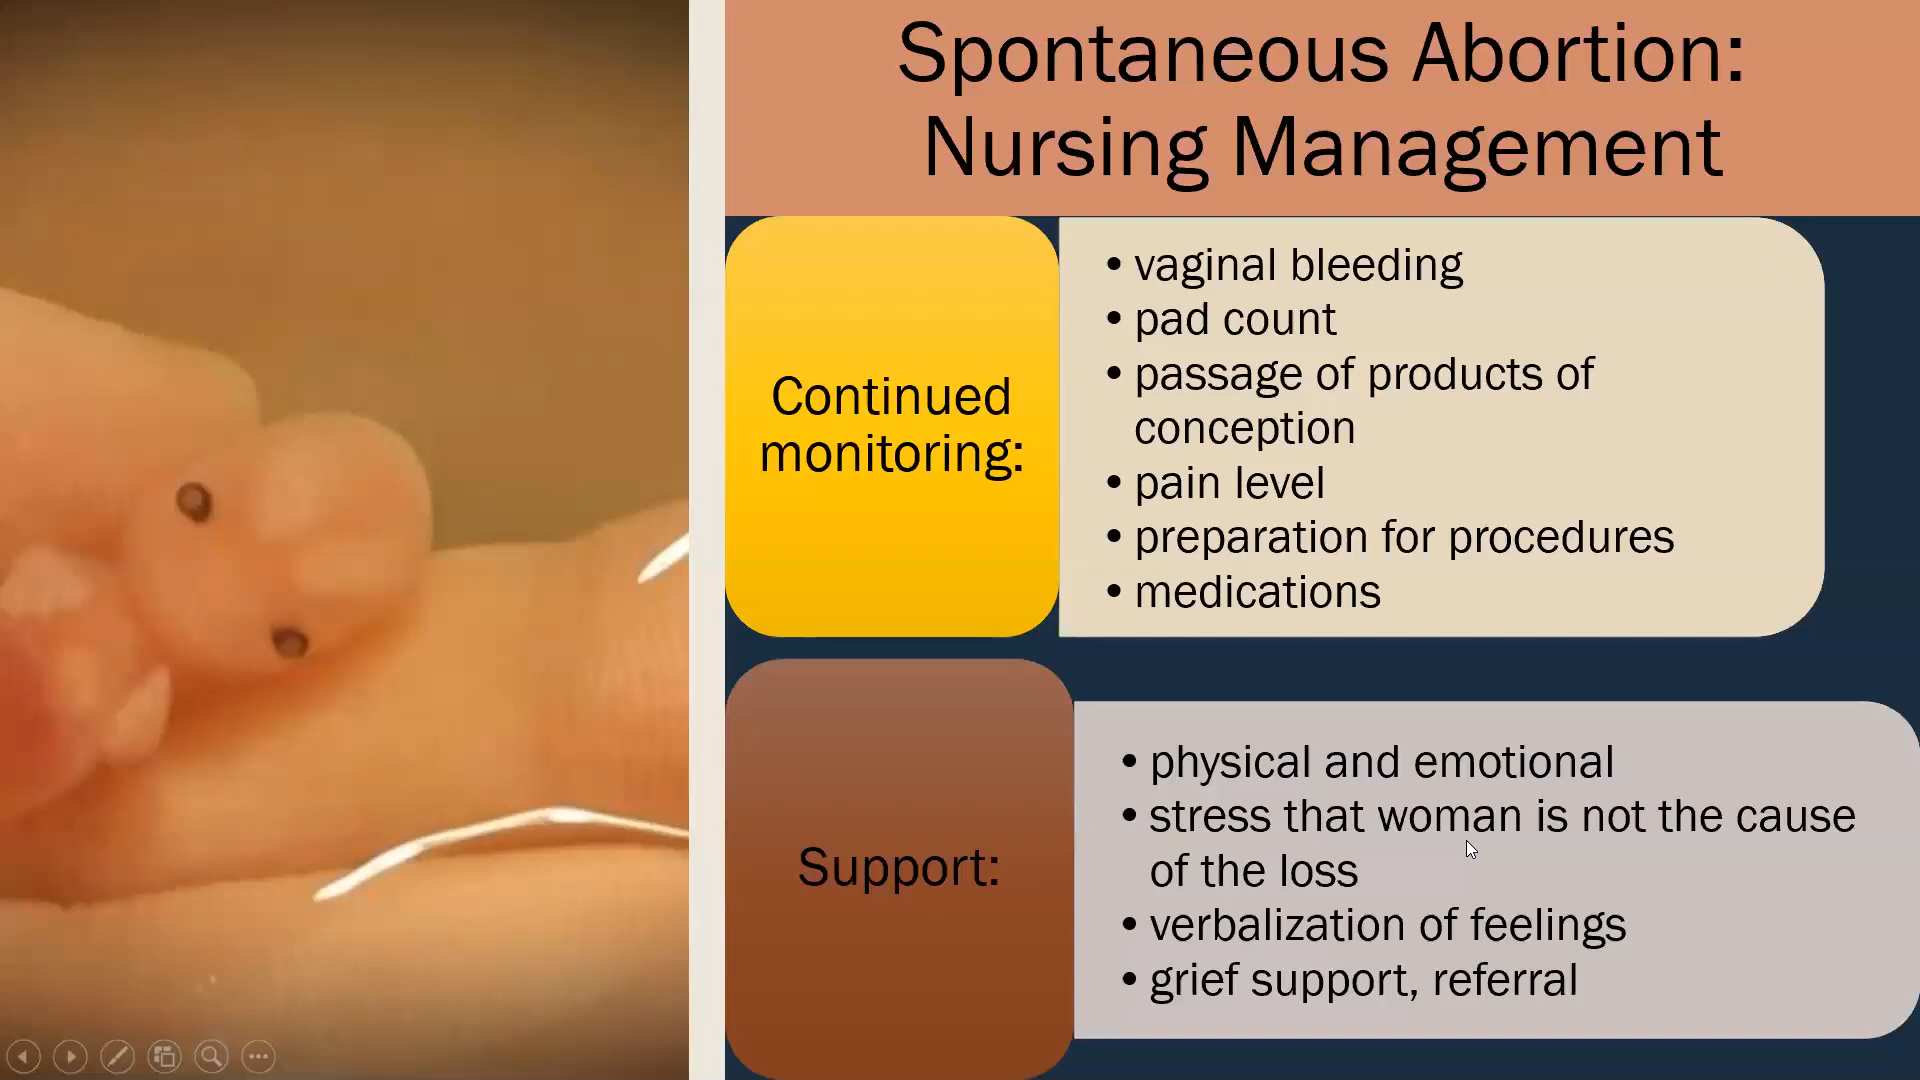 Spontaneous Abortion:
Nursing Management
Continued
monitoring:
• vaginal bleeding
• pad count
• passage of products of
conception
• pain level
• preparation for procedures
• medications
Support:
• physical and emotional
• stress that woman is not the cause
of the loss
• verbalization of feelings
• grief support, referral